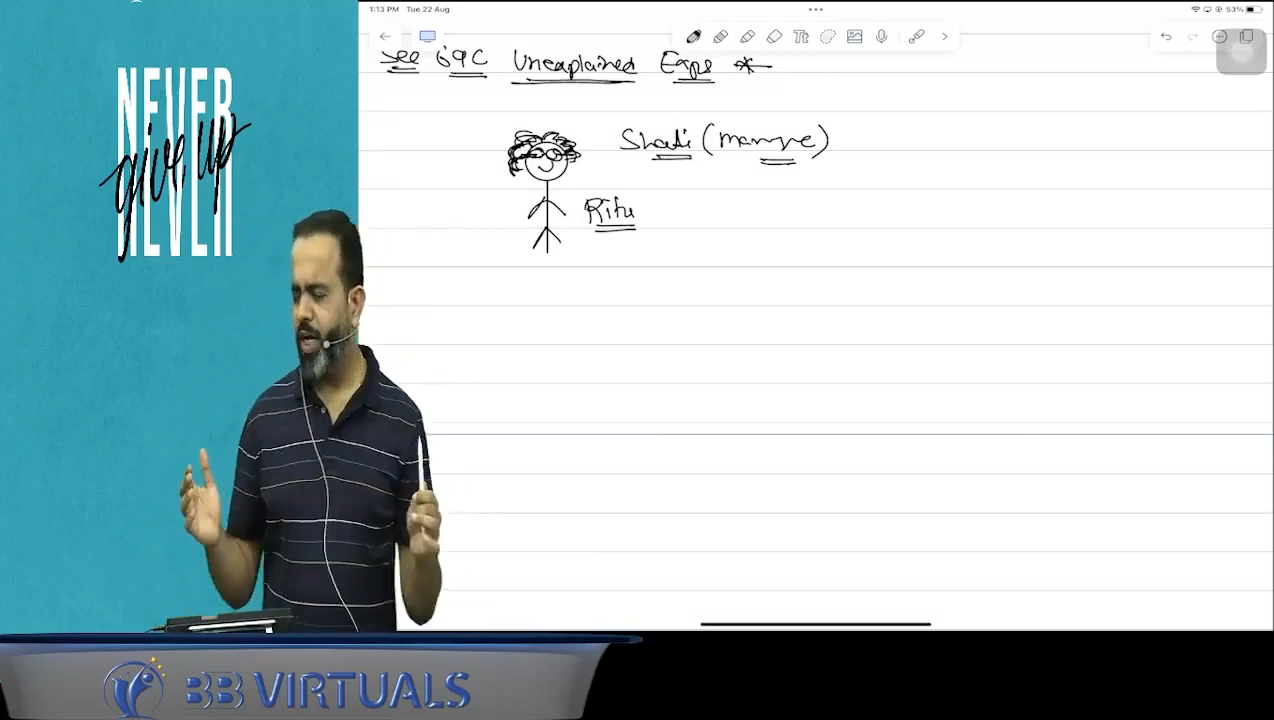 1:13 PM Tue 22 Aug
53%
See 69C Unexplained Exps *
Shadi (marriage)
Ritu
NEVER
give up
NEVER
BB VIRTUALS